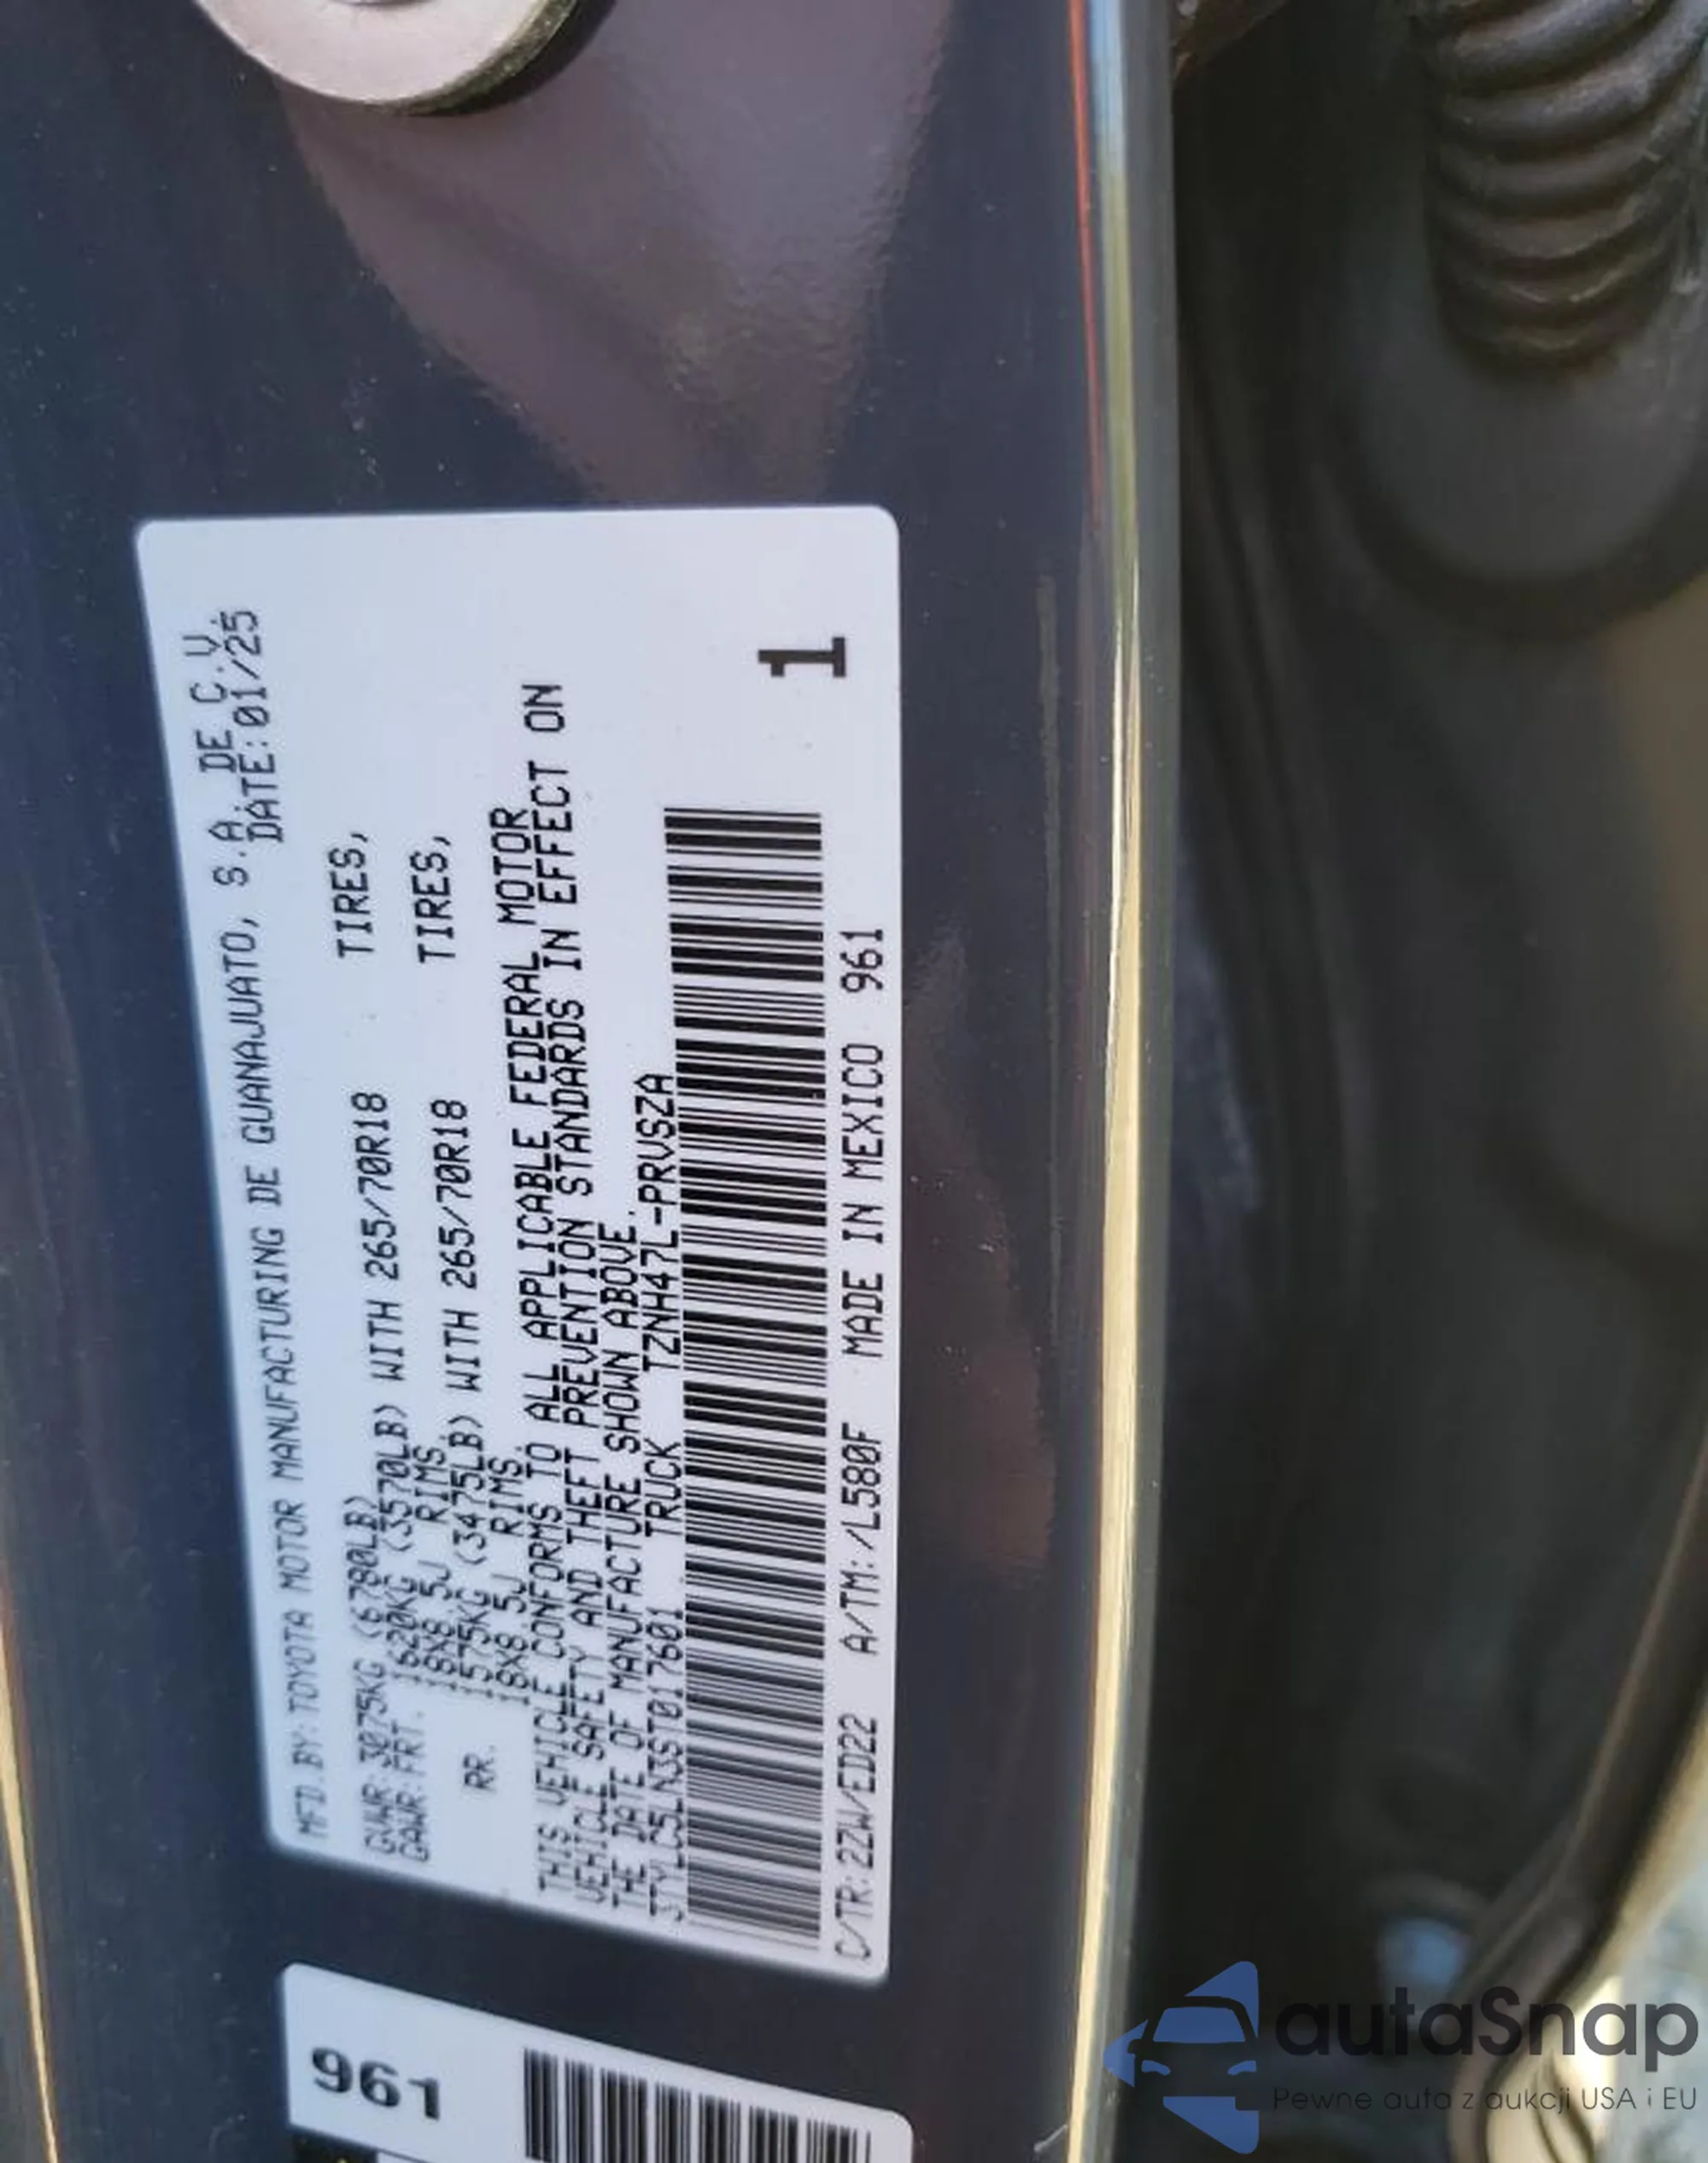 MFD.BY:TOYOTA MOTOR MANUFACTURING DE GUANAJUATO, S.A. DE C.V.
DATE:01/25
GVWR:3075KG (6780LB)
GAWR:FRT. 1620KG (3570LB) WITH 265/70R18 TIRES,
18X8.5J RIMS.
RR. 1575KG (3475LB) WITH 265/70R18 TIRES,
18X8.5J RIMS.
THIS VEHICLE CONFORMS TO ALL APPLICABLE FEDERAL MOTOR
VEHICLE SAFETY AND THEFT PREVENTION STANDARDS IN EFFECT ON
THE DATE OF MANUFACTURE SHOWN ABOVE.
3TYLC5LN3ST017601 TRUCK TZNH47L-PRVSZA
1
C/TR:2ZW/ED22 A/TM:/L580F MADE IN MEXICO 961
961
autaSnap
Pewne auta z aukcji USA i EU